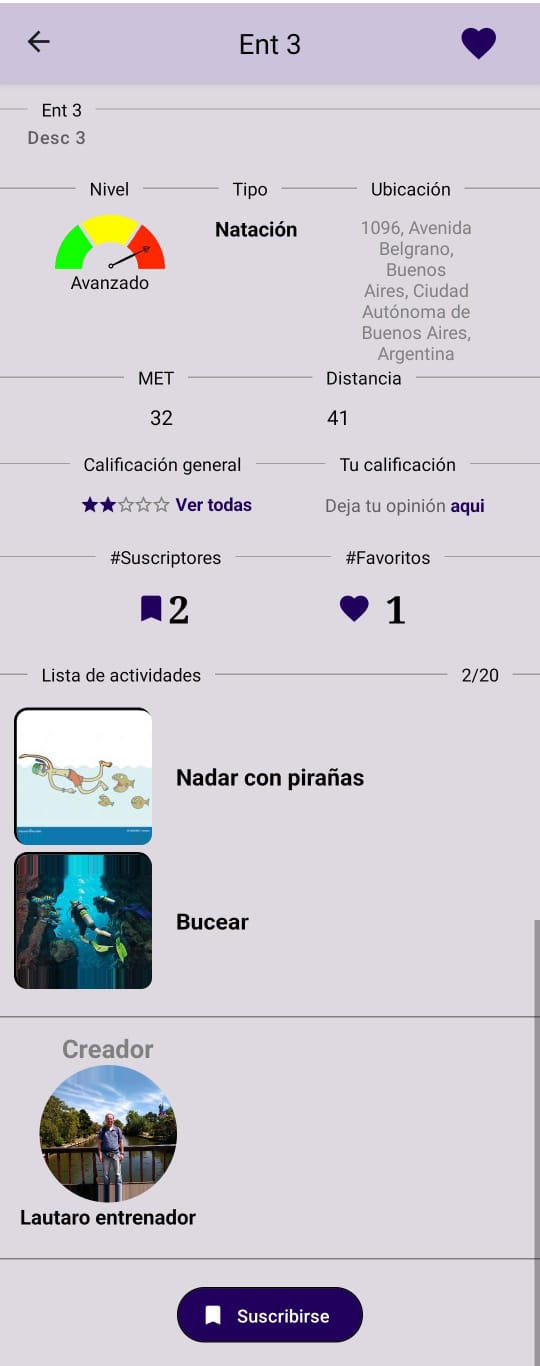 Ent 3
Ent 3
Desc 3
Nivel Tipo Ubicación
Avanzado
Natación
1096, Avenida
Belgrano,
Buenos
Aires, Ciudad
Autónoma de
Buenos Aires,
Argentina
MET Distancia
32 41
Calificación general Tu calificación
Ver todas Deja tu opinión aqui
#Suscriptores #Favoritos
2 1
Lista de actividades 2/20
Nadar con pirañas
Bucear
Creador
Lautaro entrenador
Suscribirse